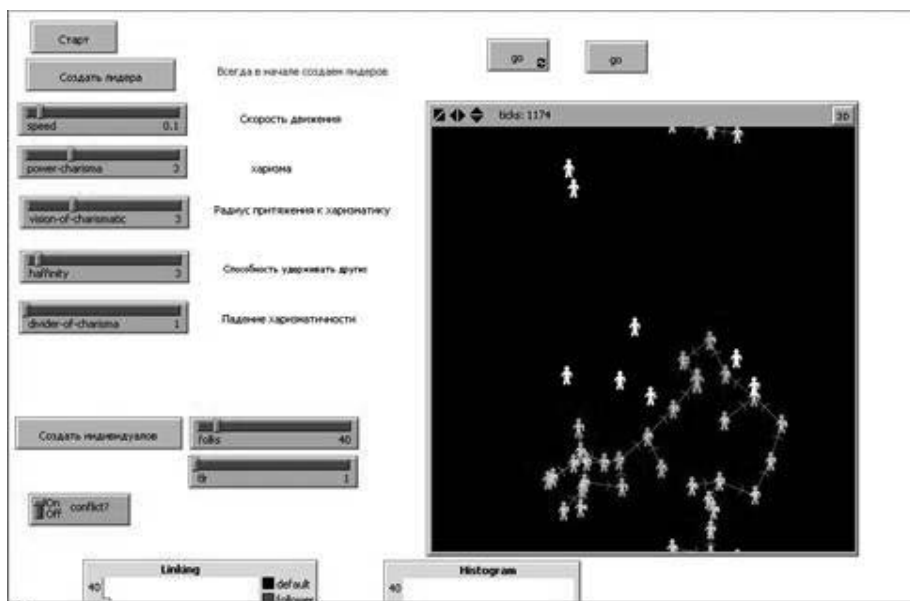 Старт
go
go
Создать лидера
Всегда в начале создаем лидеров
speed 0.1
Скорость движения
ticks: 1174
3D
power-charisma 3
харизма
vision-of-charismatic 3
Радиус притяжения к харизматику
haffinity 3
Способность удерживать других
divider-of-charisma 1
Падение харизматичности
Создать индивидуалов
folks 40
1
On
Off
conflict?
Linking
40
default
follower
Histogram
40